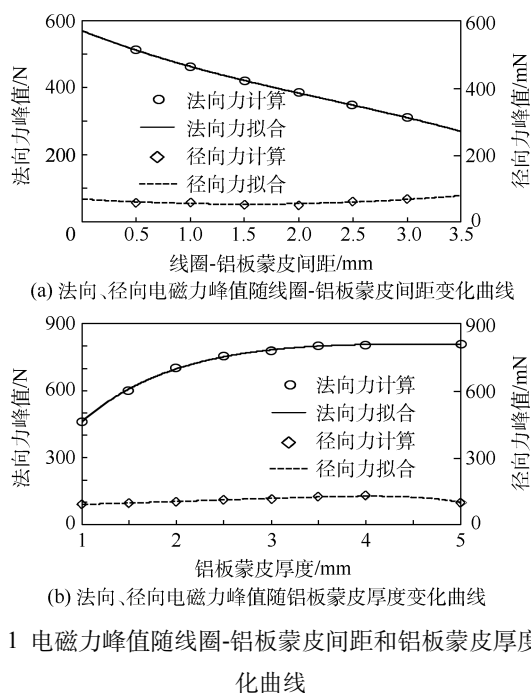 600
400
200
0
法向力峰值/N
法向力计算
法向力拟合
径向力计算
径向力拟合
600
400
200
0
径向力峰值/mN
0 0.5 1.0 1.5 2.0 2.5 3.0 3.5
线圈-铝板蒙皮间距/mm
(a) 法向、径向电磁力峰值随线圈-铝板蒙皮间距变化曲线
900
600
300
0
法向力峰值/N
法向力计算
法向力拟合
径向力计算
径向力拟合
900
600
300
0
径向力峰值/mN
1 2 3 4 5
铝板蒙皮厚度/mm
(b) 法向、径向电磁力峰值随铝板蒙皮厚度变化曲线
1 电磁力峰值随线圈-铝板蒙皮间距和铝板蒙皮厚度
化曲线